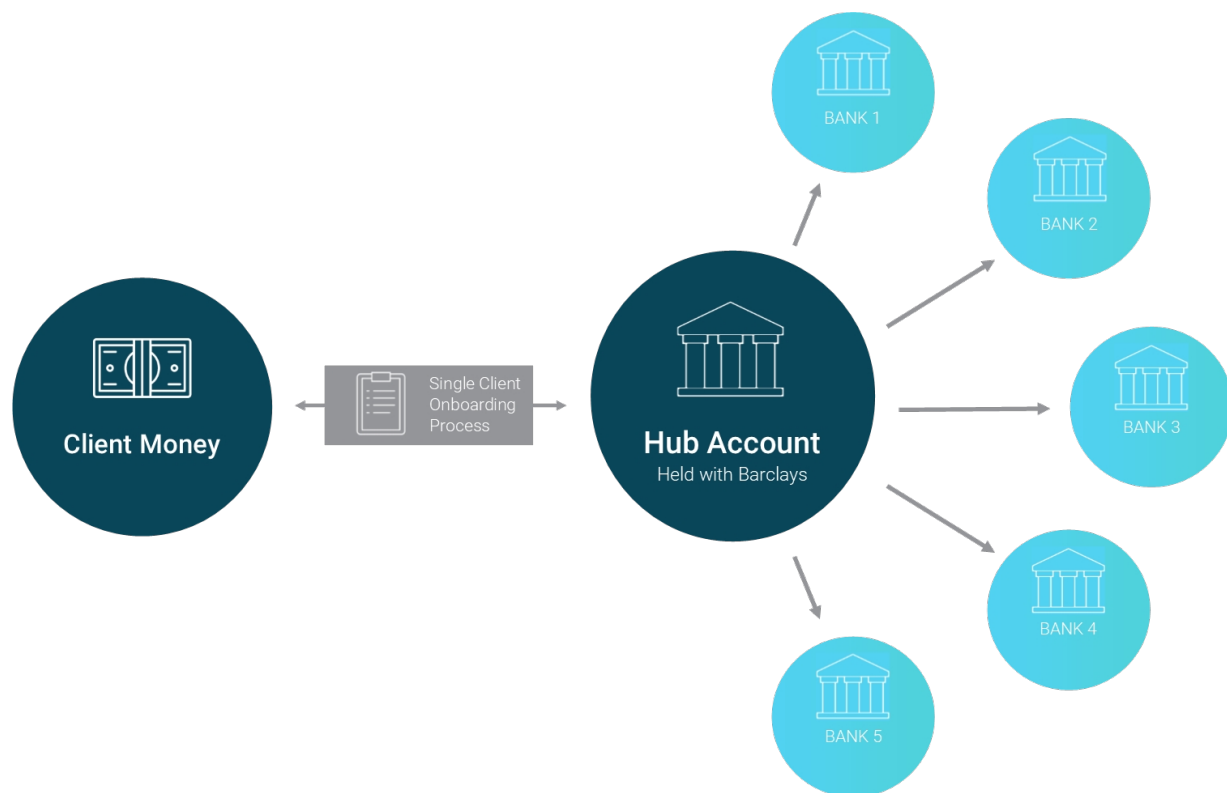 Client Money
Single Client
Onboarding
Process
Hub Account
Held with Barclays
BANK 1
BANK 2
BANK 3
BANK 4
BANK 5